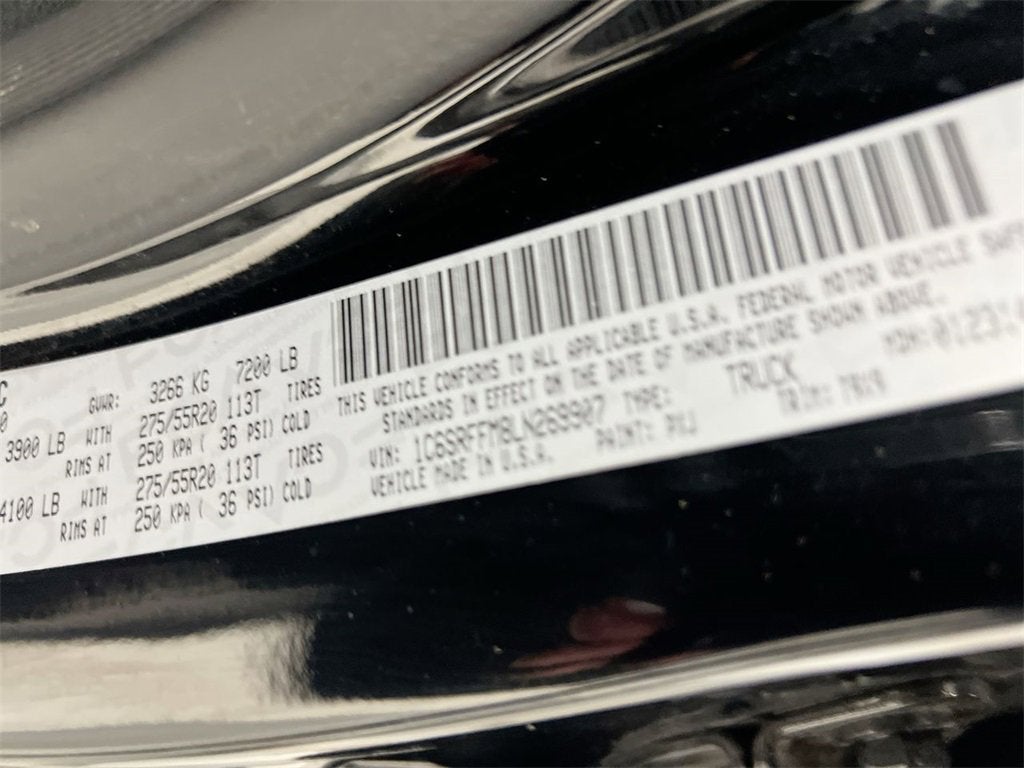 C
GVWR: 3266 KG 7200 LB
0
3900 LB WITH 275/55R20 113T TIRES
RIMS AT 250 KPA ( 36 PSI) COLD
4100 LB WITH 275/55R20 113T TIRES
RIMS AT 250 KPA ( 36 PSI) COLD
THIS VEHICLE CONFORMS TO ALL APPLICABLE U.S.A. FEDERAL MOTOR VEHICLE
STANDARDS IN EFFECT ON THE DATE OF MANUFACTURE SHOWN ABOVE.
VIN: 1C6SRFFM8LN269907 TYPE: TRUCK
VEHICLE MADE IN U.S.A. PAINT: PXJ TRIM: